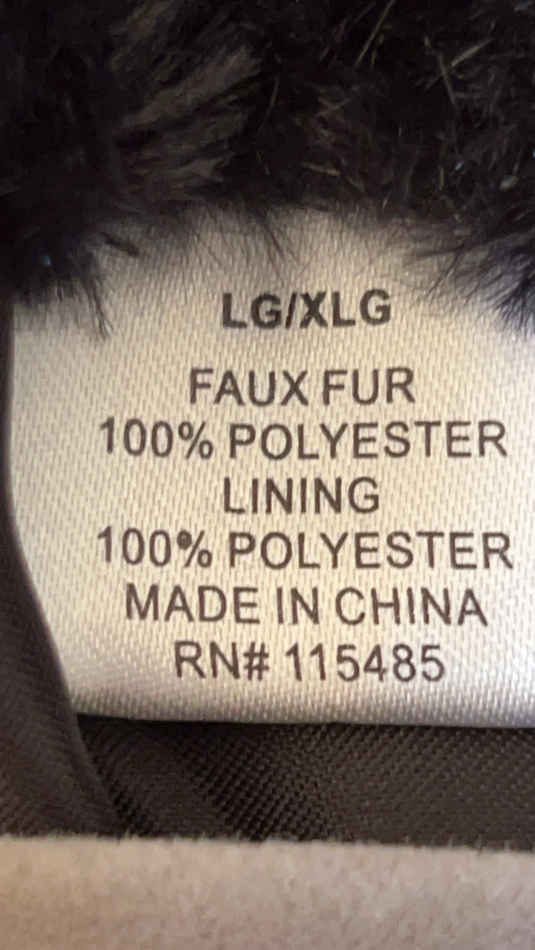 LG/XLG
FAUX FUR
100% POLYESTER
LINING
100% POLYESTER
MADE IN CHINA
RN# 115485